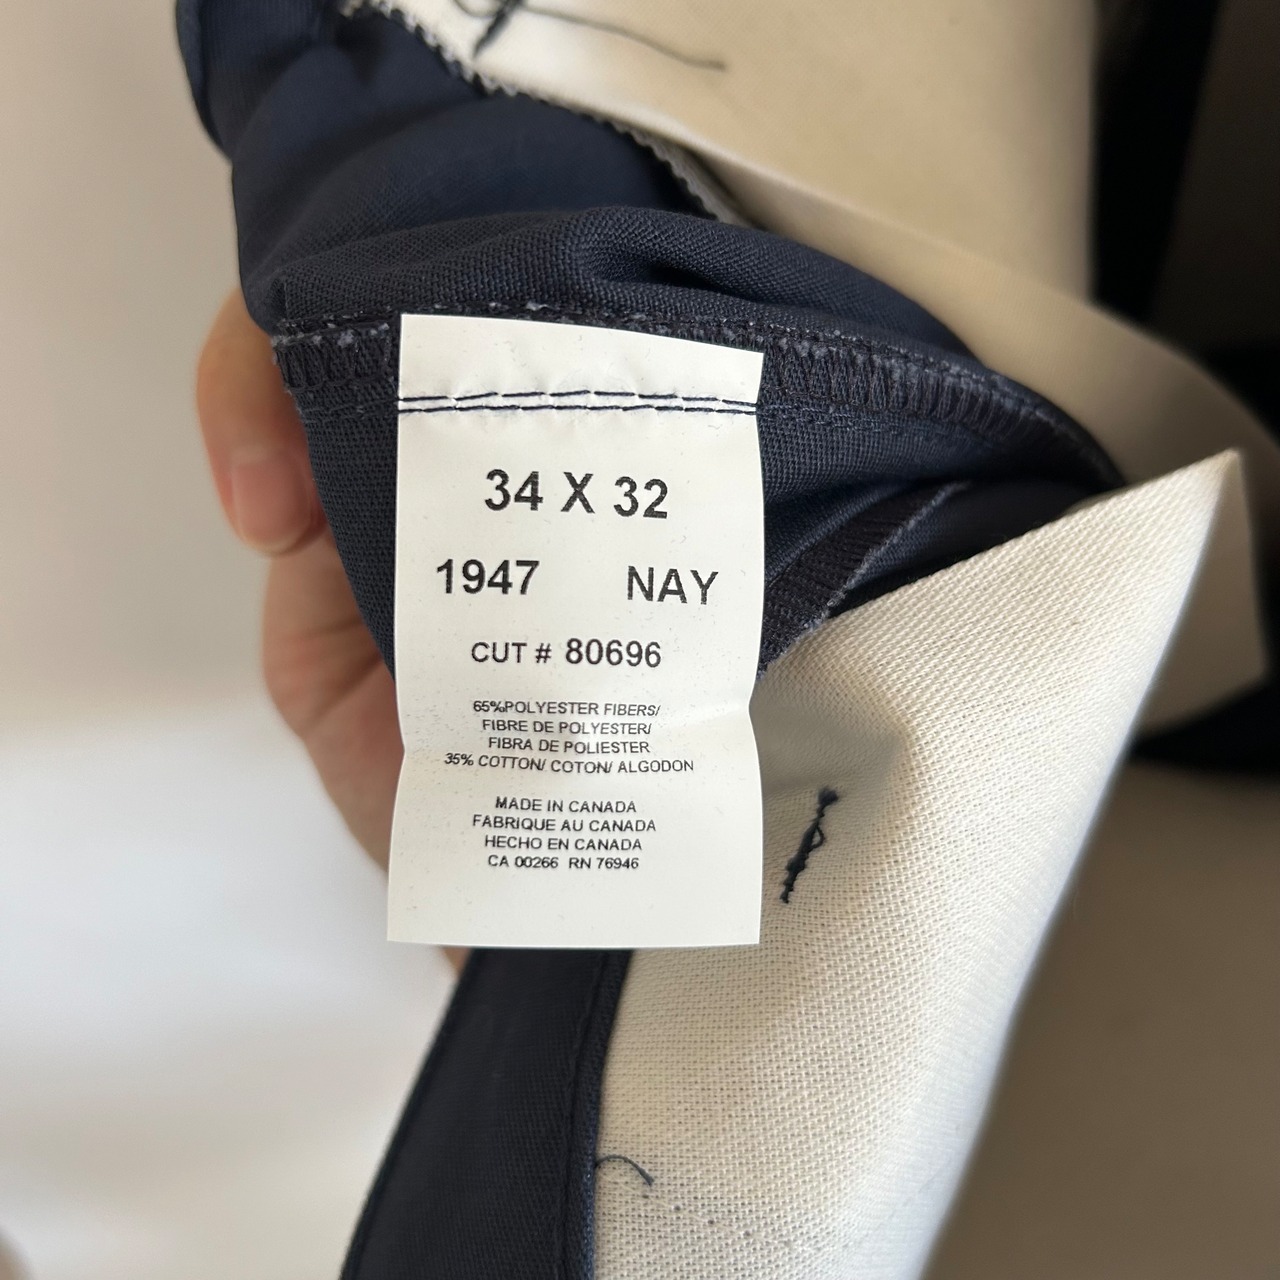 34 X 32
1947 NAY
CUT # 80696
65%POLYESTER FIBERS/
FIBRE DE POLYESTER/
FIBRA DE POLIESTER
35% COTTON/ COTON/ ALGODON
MADE IN CANADA
FABRIQUE AU CANADA
HECHO EN CANADA
CA 00266 RN 76946